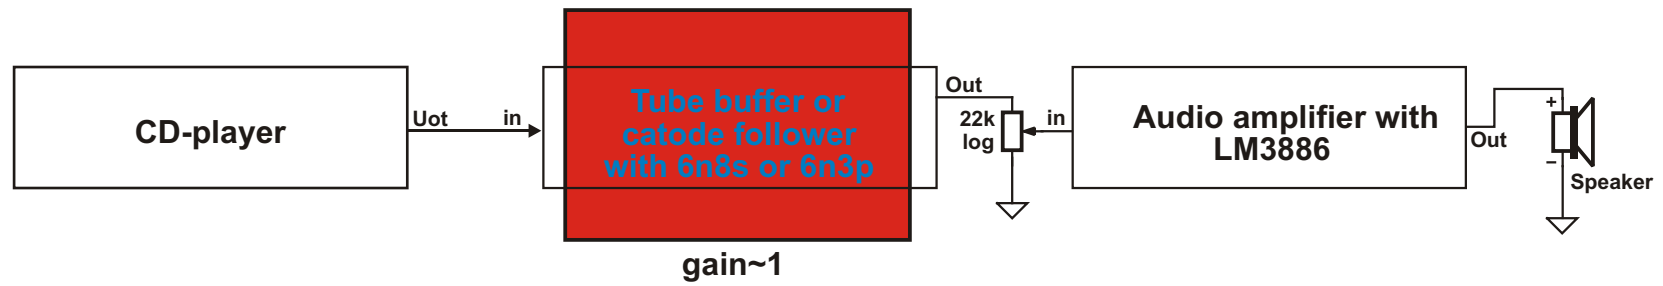 CD-player
Uot
in
Tube buffer or
catode follower
with 6n8s or 6n3p
gain~1
Out
22k
log
in
Audio amplifier with
LM3886
Out
+
−
Speaker